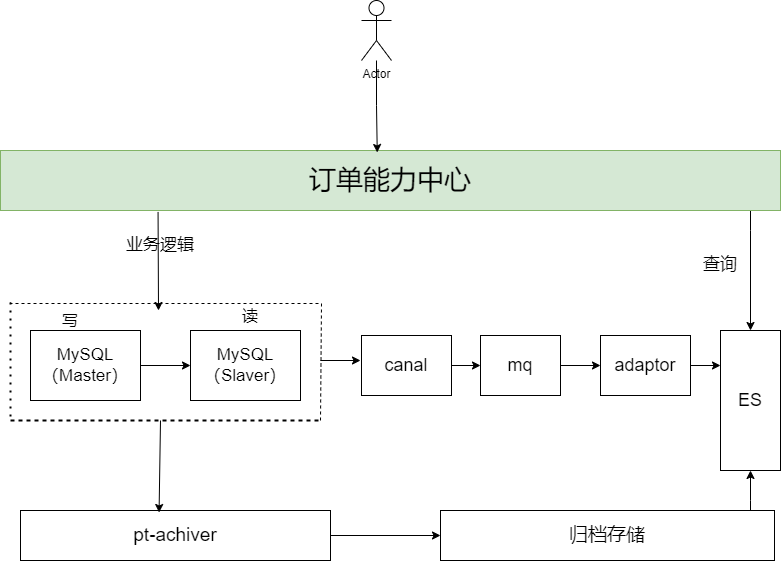 Actor
订单能力中心
业务逻辑
查询
写
读
MySQL
（Master）
MySQL
（Slaver）
canal
mq
adaptor
ES
pt-achiver
归档存储